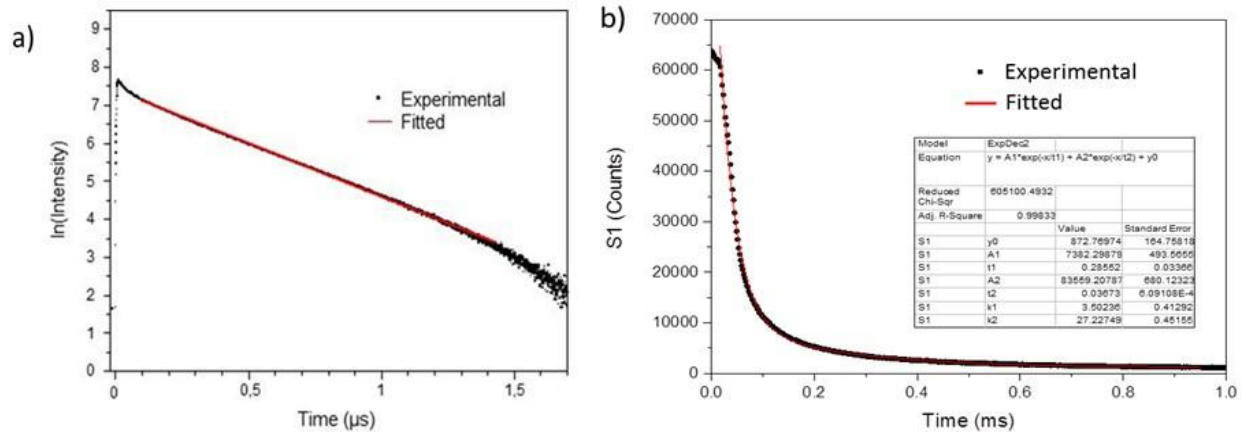 a)
9
8
7
6
5
4
3
2
1
0
0
0,5
1
1,5
ln(Intensity)
Time (µs)
Experimental
Fitted
b)
70000
60000
50000
40000
30000
20000
10000
0
0.0
0.2
0.4
0.6
0.8
1.0
S1 (Counts)
Time (ms)
Experimental
Fitted
Model ExpDec2
Equation y = A1*exp(-x/t1) + A2*exp(-x/t2) + y0
Reduced Chi-Sqr 605100.4932
Adj. R-Square 0.99833
Value Standard Error
S1 y0 872.76974 164.75818
S1 A1 7382.29879 493.5655
S1 t1 0.28552 0.03366
S1 A2 83559.20787 680.12323
S1 t2 0.03673 6.09108E-4
S1 k1 3.50236 0.41292
S1 k2 27.22749 0.45155